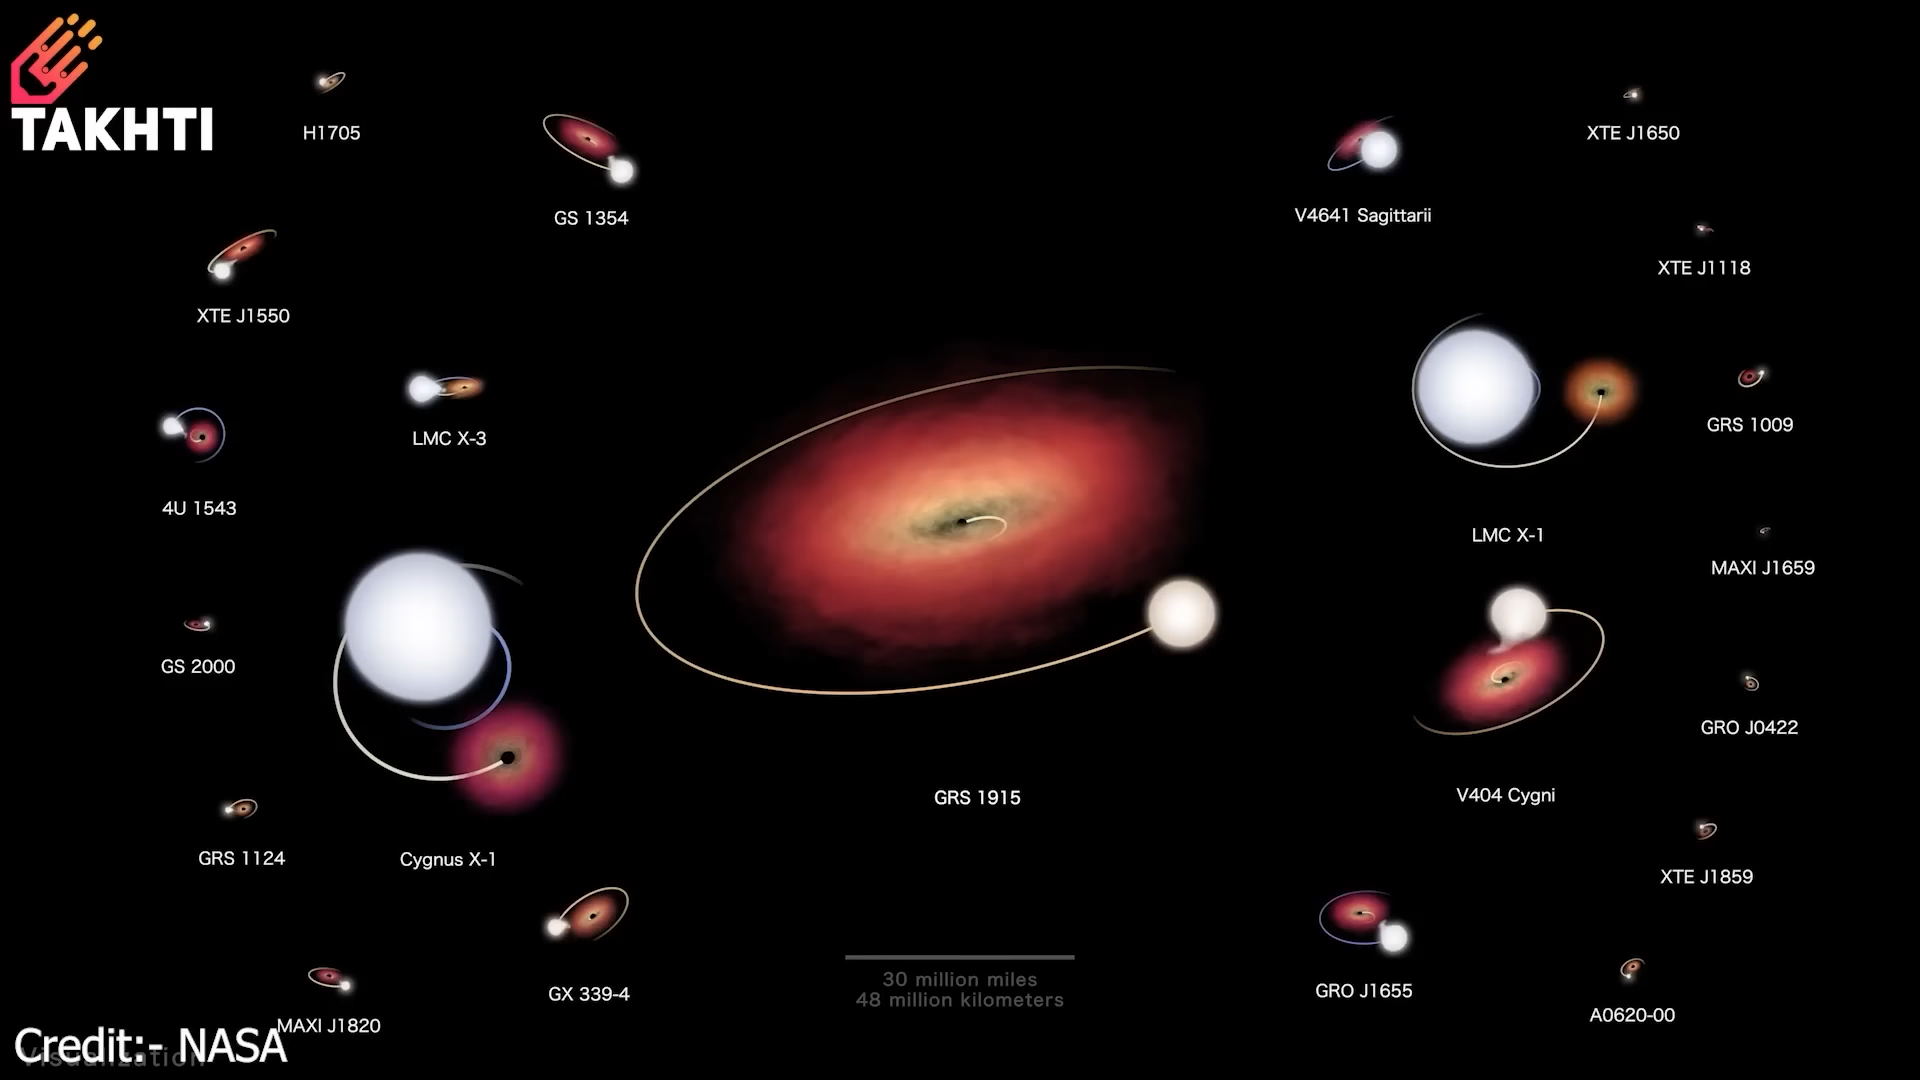 TAKHTI
H1705
XTE J1650
GS 1354
V4641 Sagittarii
XTE J1118
XTE J1550
LMC X-3
GRS 1009
4U 1543
LMC X-1
MAXI J1659
GS 2000
GRO J0422
GRS 1915
V404 Cygni
GRS 1124
Cygnus X-1
XTE J1859
30 million miles
48 million kilometers
GX 339-4
GRO J1655
A0620-00
MAXI J1820
Credit:- NASA
Visualization